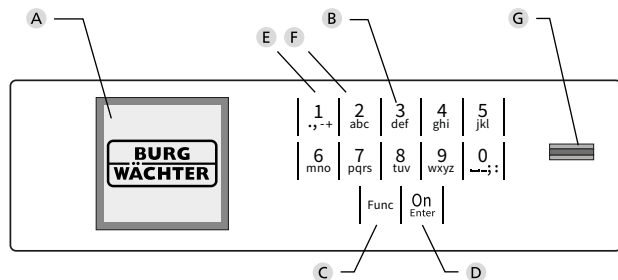 A
E F
B
G
1 2 3 4 5
.,-+ abc def ghi jkl
BURG
WÄCHTER
6 7 8 9 0
mno pqrs tuv wxyz ⎵–;:
Func On
Enter
C
D